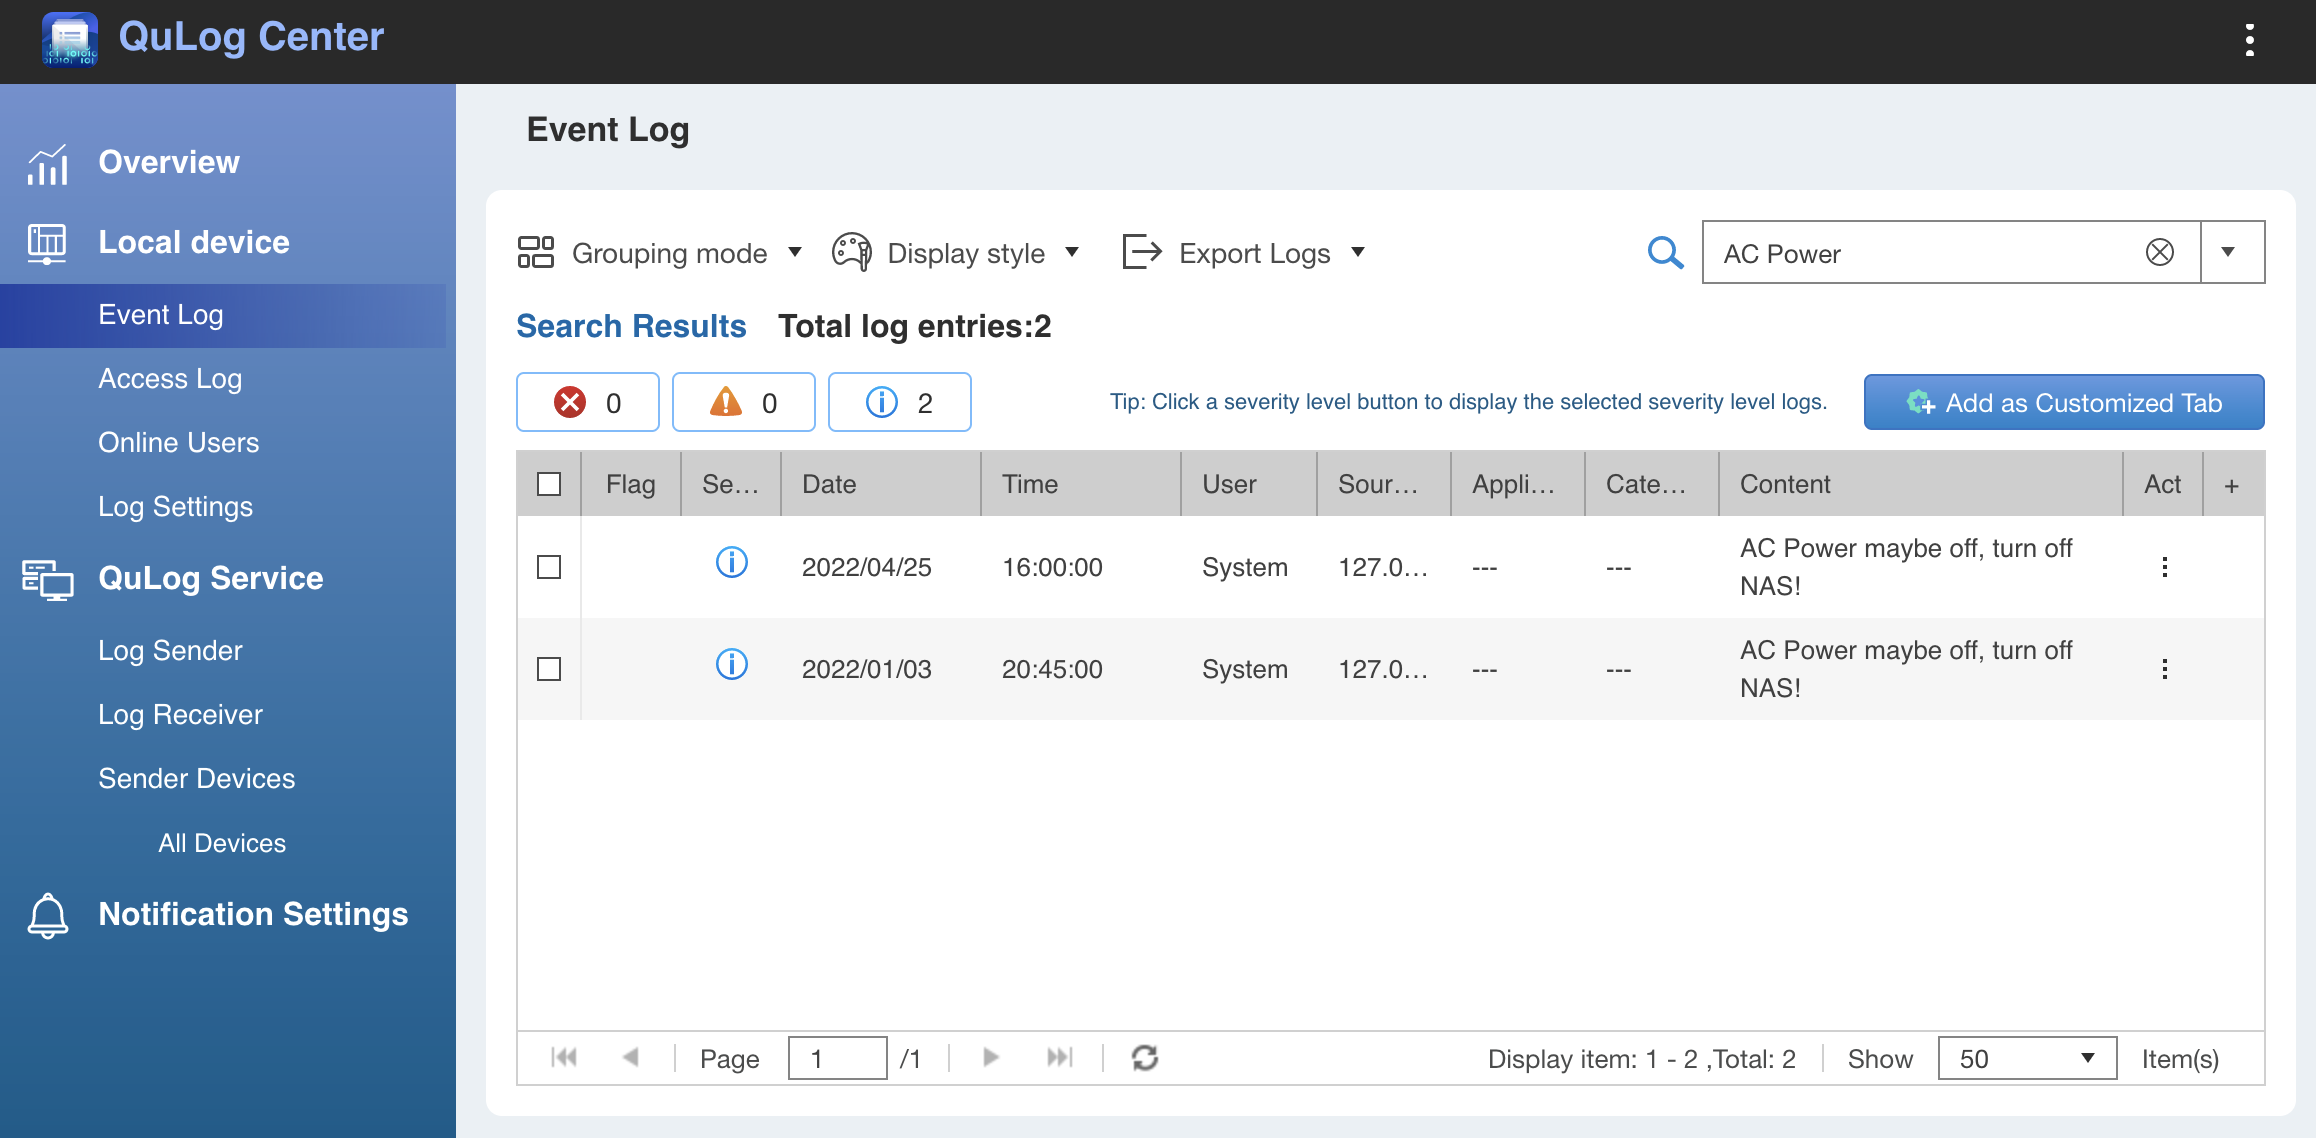 QuLog Center
Overview
Local device
Event Log
Access Log
Online Users
Log Settings
QuLog Service
Log Sender
Log Receiver
Sender Devices
All Devices
Notification Settings
Event Log
Grouping mode
Display style
Export Logs
AC Power
Search Results Total log entries:2
0
0
2
Tip: Click a severity level button to display the selected severity level logs.
Add as Customized Tab
Flag Se... Date Time User Sour... Appli... Cate... Content Act +
2022/04/25 16:00:00 System 127.0... --- --- AC Power maybe off, turn off
NAS!
2022/01/03 20:45:00 System 127.0... --- --- AC Power maybe off, turn off
NAS!
Page 1 /1
Display item: 1 - 2 ,Total: 2 Show 50 Item(s)